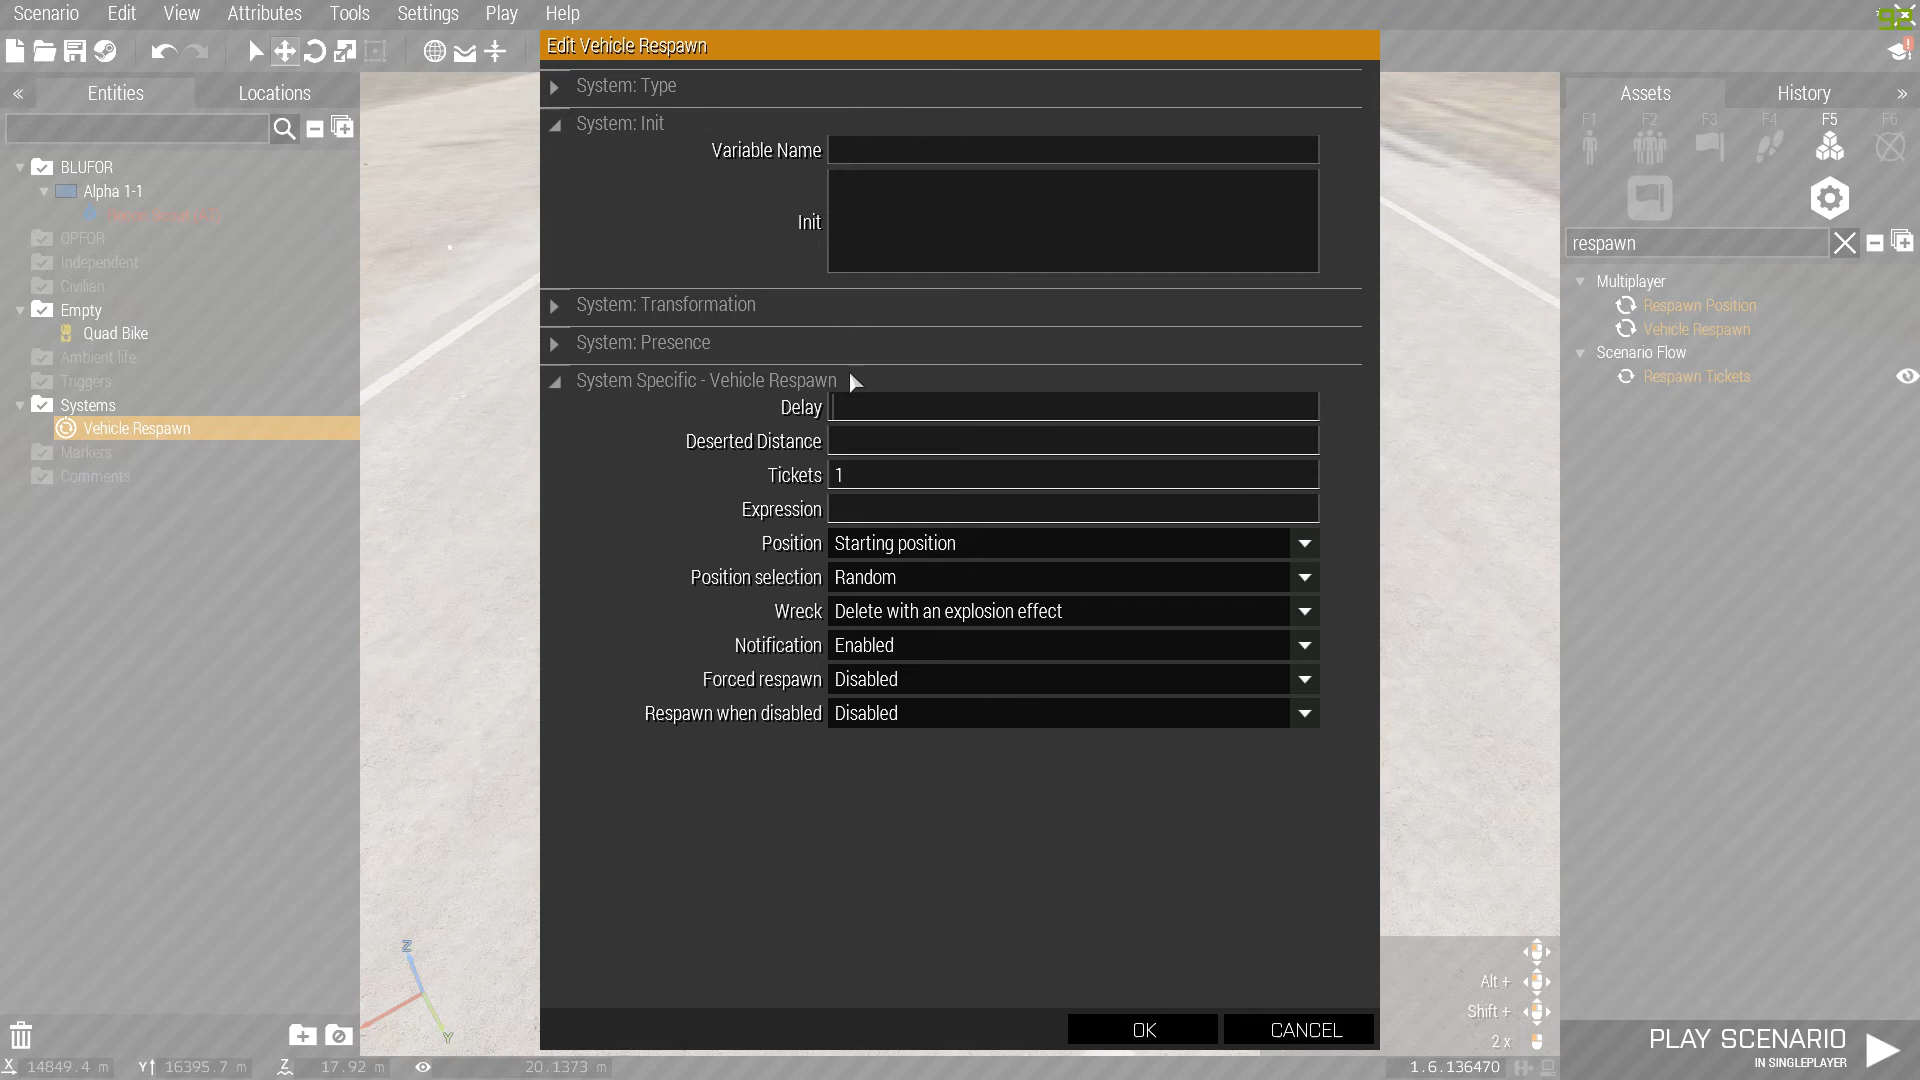 Scenario Edit View Attributes Tools Settings Play Help
Edit Vehicle Respawn
Entities Locations
BLUFOR
Alpha 1-1
OPFOR
Independent
Civilian
Empty
Quad Bike
Ambient life
Triggers
Systems
Vehicle Respawn
Markers
Comments
System: Type
System: Init
Variable Name
Init
System: Transformation
System: Presence
System Specific - Vehicle Respawn
Delay
Deserted Distance
Tickets 1
Expression
Position Starting position
Position selection Random
Wreck Delete with an explosion effect
Notification Enabled
Forced respawn Disabled
Respawn when disabled Disabled
OK CANCEL
Assets History
F1 F2 F3 F4 F5 F6
respawn
Multiplayer
Respawn Position
Vehicle Respawn
Scenario Flow
Respawn Tickets
Alt +
Shift +
2 x
PLAY SCENARIO
IN SINGLEPLAYER
Z
Y
X 14849.4 m Y 16395.7 m Z 17.92 m 20.1373 m 1.6.136470